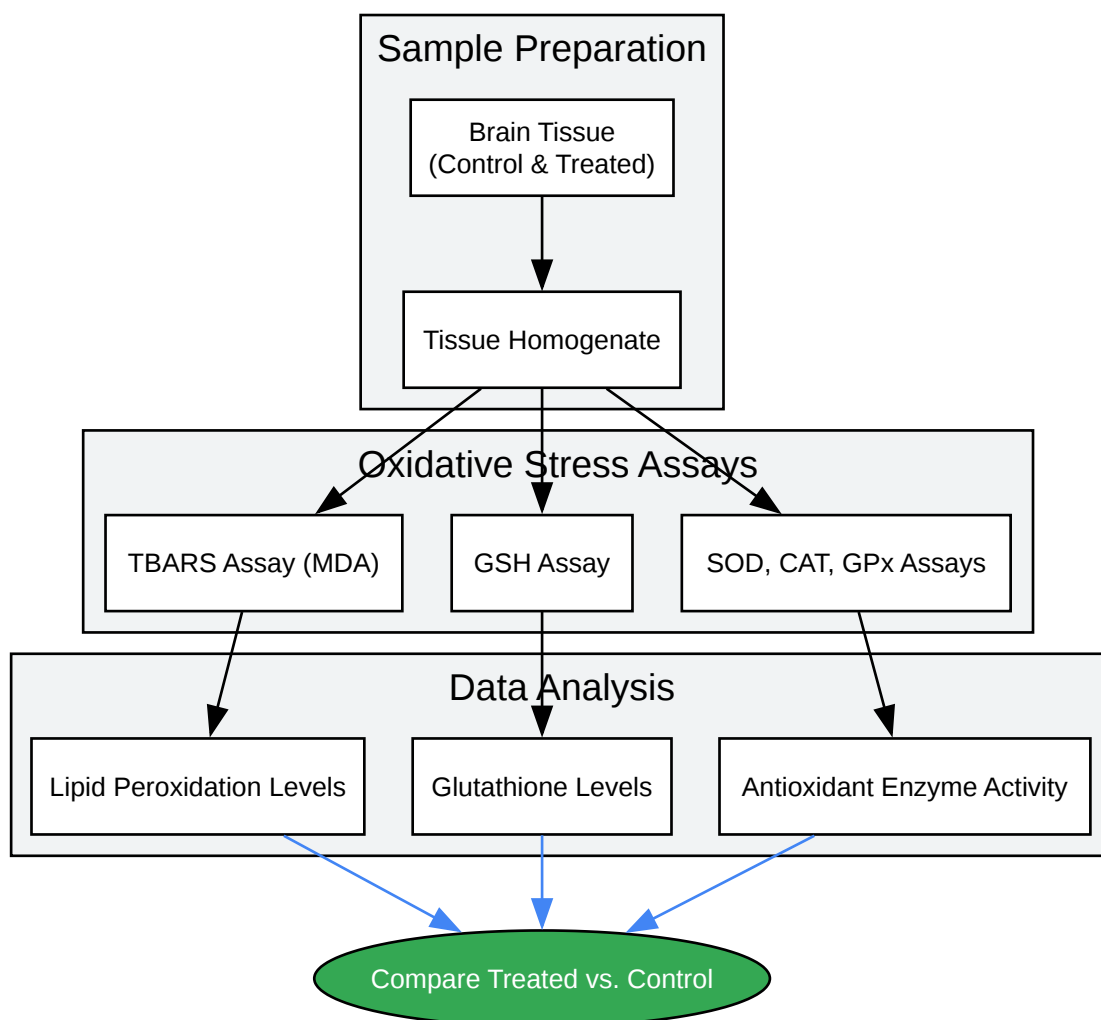 Sample Preparation
Brain Tissue
(Control & Treated)
Tissue Homogenate
Oxidative Stress Assays
TBARS Assay (MDA)
GSH Assay
SOD, CAT, GPx Assays
Data Analysis
Lipid Peroxidation Levels
Glutathione Levels
Antioxidant Enzyme Activity
Compare Treated vs. Control